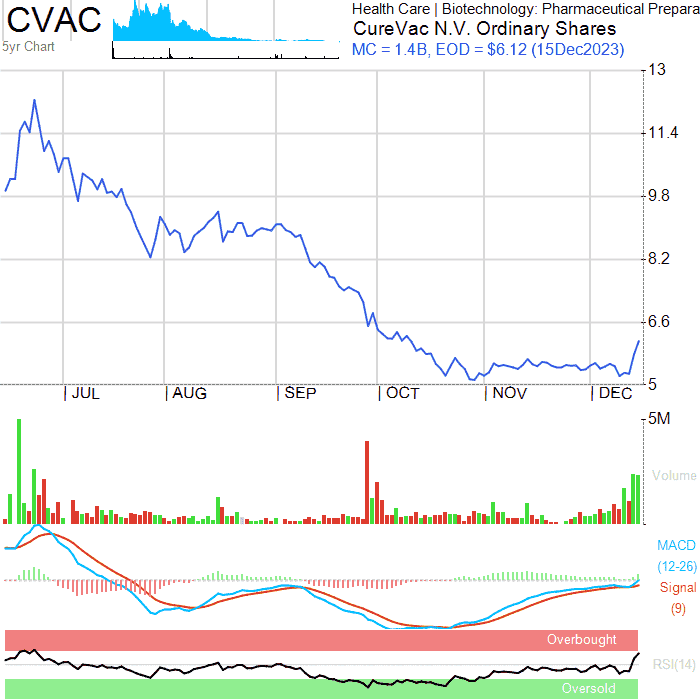 CVAC
5yr Chart
Health Care | Biotechnology: Pharmaceutical Prepara
CureVac N.V. Ordinary Shares
MC = 1.4B, EOD = $6.12 (15Dec2023)
13
11.4
9.8
8.2
6.6
5
| JUL | AUG | SEP | OCT | NOV | DEC
5M
Volume
MACD
(12-26)
Signal
(9)
Overbought
RSI(14)
Oversold